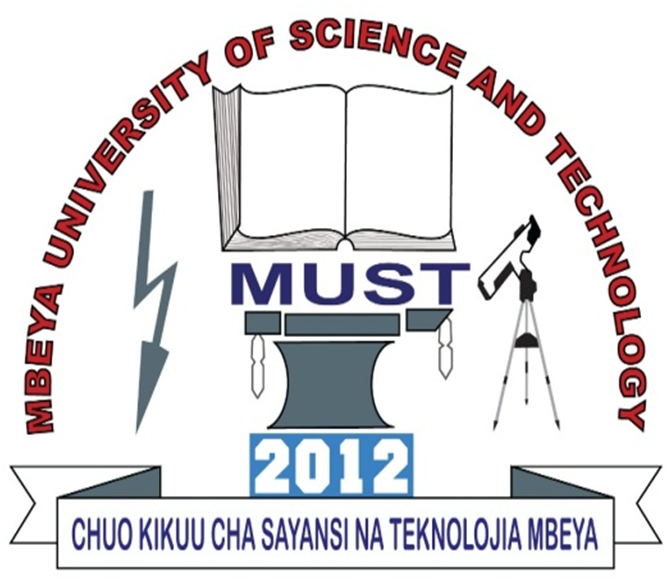 MBEYA UNIVERSITY OF SCIENCE AND TECHNOLOGY
MUST
2012
CHUO KIKUU CHA SAYANSI NA TEKNOLOJIA MBEYA